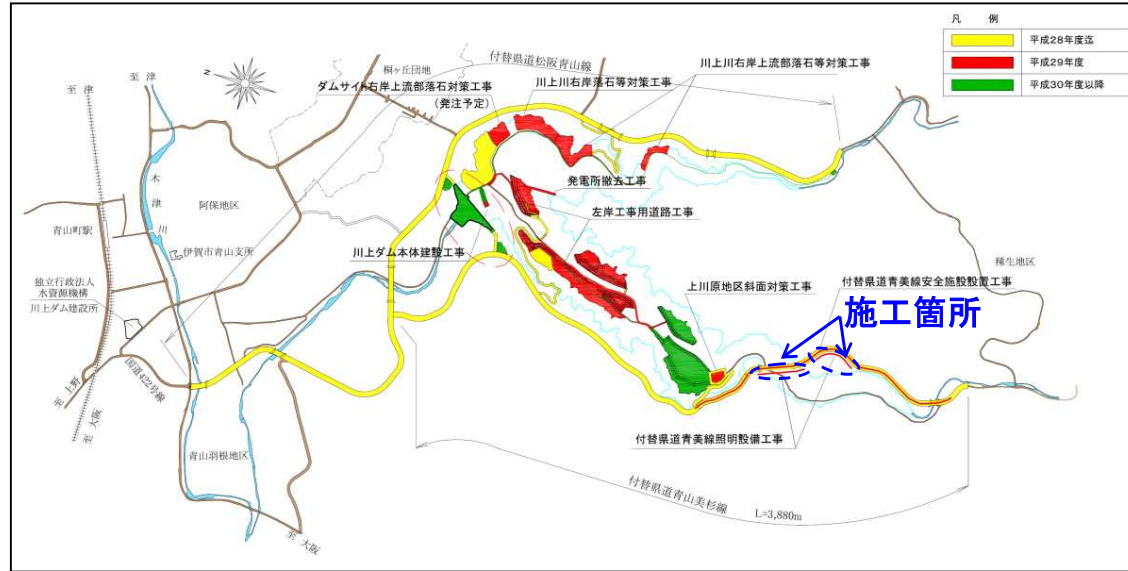 凡 例
平成28年度迄
平成29年度
平成30年度以降
付替県道松阪青山線
桐ヶ丘団地
川上川右岸上流部落石等対策工事
ダムサイト右岸上流部落石対策工事
(発注予定)
川上川右岸落石等対策工事
至 津
至 津
N
木津川
阿保地区
発電所撤去工事
左岸工事用道路工事
青山町駅
伊賀市青山支所
川上ダム本体建設工事
種生地区
独立行政法人
水資源機構
川上ダム建設所
上川原地区斜面対策工事
付替県道青美線安全施設設置工事
施工箇所
国道422号線
至 上野
至 大阪
付替県道青美線照明設備工事
青山羽根地区
付替県道青山美杉線
L=3,880m
至 大阪